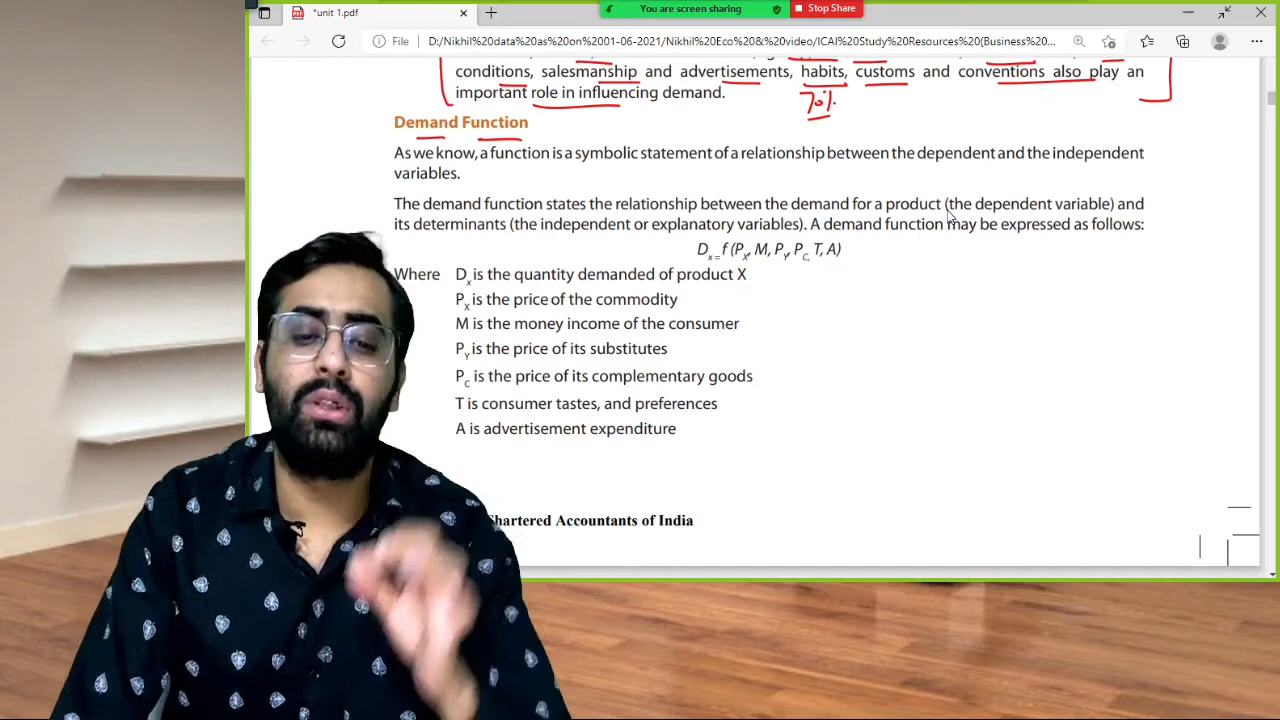 *unit 1.pdf
You are screen sharing
Stop Share
File
D:/Nikhil%20data%20as%20on%2001-06-2021/Nikhil%20Eco%20&%20video/ICAI%20Study%20Resources%20(Business%20...
conditions, salesmanship and advertisements, habits, customs and conventions also play an
important role in influencing demand.
70%.
Demand Function
As we know, a function is a symbolic statement of a relationship between the dependent and the independent
variables.
The demand function states the relationship between the demand for a product (the dependent variable) and
its determinants (the independent or explanatory variables). A demand function may be expressed as follows:
Dx = f (PX, M, PY, PC, T, A)
Where Dx is the quantity demanded of product X
PX is the price of the commodity
M is the money income of the consumer
PY is the price of its substitutes
PC is the price of its complementary goods
T is consumer tastes, and preferences
A is advertisement expenditure
hartered Accountants of India